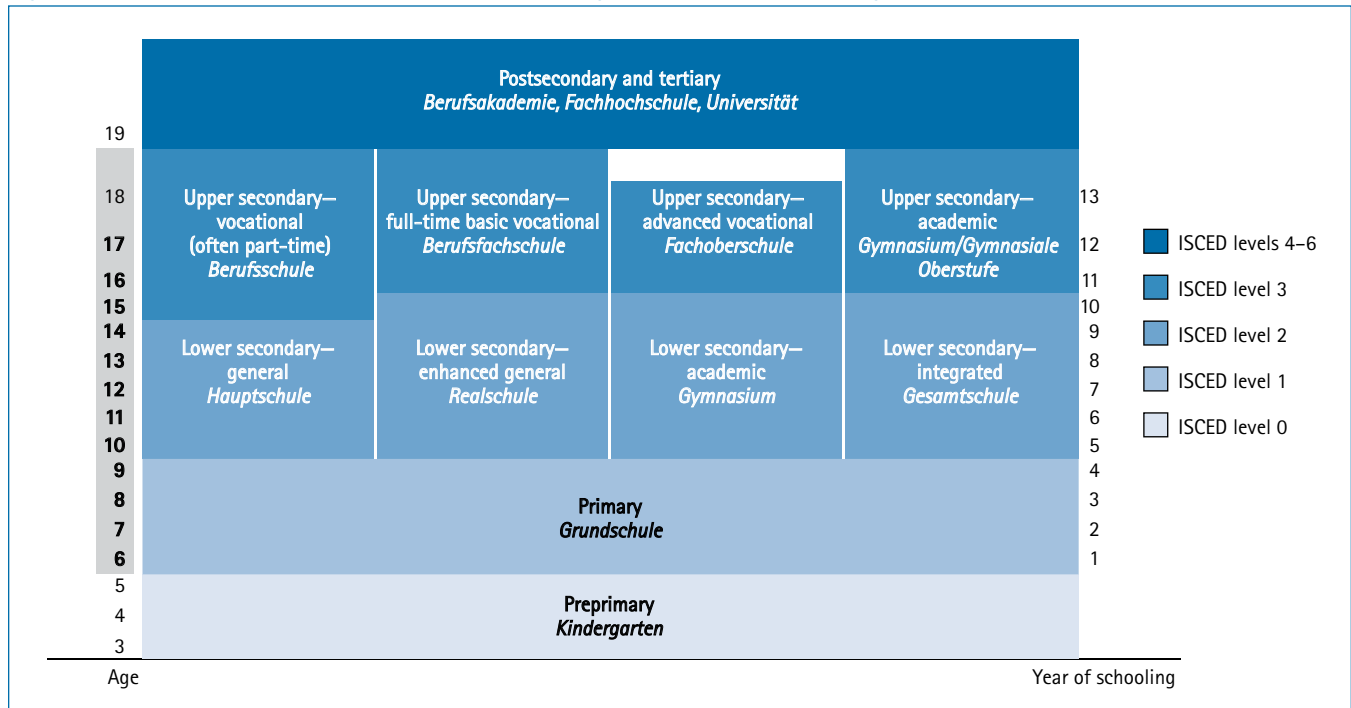 Postsecondary and tertiary
Berufsakademie, Fachhochschule, Universität
19
18
17
16
15
14
13
12
11
10
9
8
7
6
5
4
3
Upper secondary—
vocational
(often part-time)
Berufsschule
Upper secondary—
full-time basic vocational
Berufsfachschule
Upper secondary—
advanced vocational
Fachoberschule
Upper secondary—
academic
Gymnasium/Gymnasiale
Oberstufe
Lower secondary—
general
Hauptschule
Lower secondary—
enhanced general
Realschule
Lower secondary—
academic
Gymnasium
Lower secondary—
integrated
Gesamtschule
Primary
Grundschule
Preprimary
Kindergarten
13
12
11
10
9
8
7
6
5
4
3
2
1
Age
Year of schooling
ISCED levels 4–6
ISCED level 3
ISCED level 2
ISCED level 1
ISCED level 0